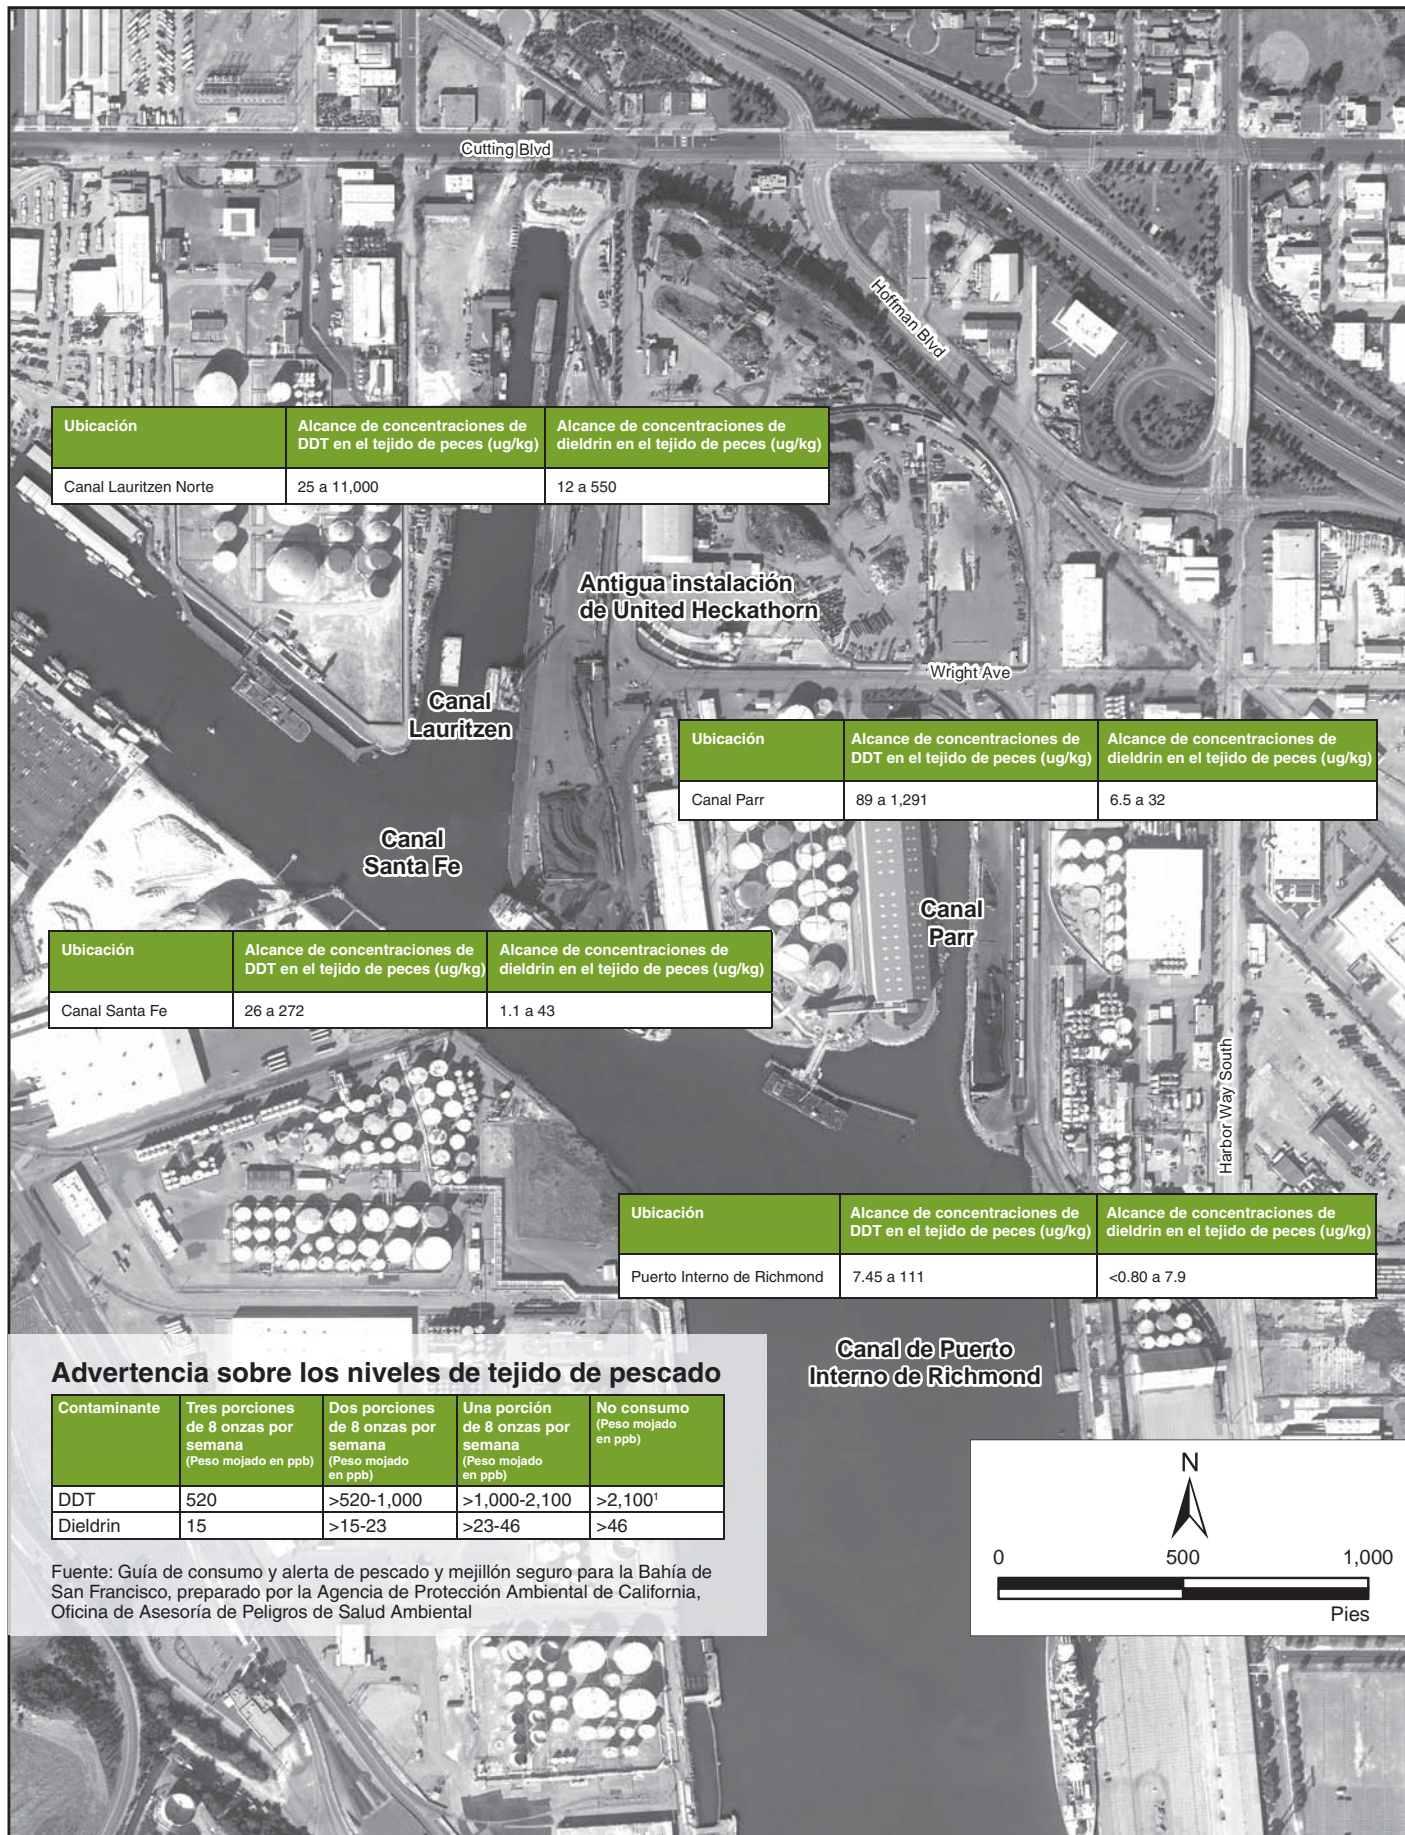 Cutting Blvd
Hoffman Blvd
Ubicación
Alcance de concentraciones de
DDT en el tejido de peces (ug/kg)
Alcance de concentraciones de
dieldrin en el tejido de peces (ug/kg)
Canal Lauritzen Norte
25 a 11,000
12 a 550
Antigua instalación
de United Heckathorn
Wright Ave
Canal
Lauritzen
Ubicación
Alcance de concentraciones de
DDT en el tejido de peces (ug/kg)
Alcance de concentraciones de
dieldrin en el tejido de peces (ug/kg)
Canal Parr
89 a 1,291
6.5 a 32
Canal
Santa Fe
Canal
Parr
Ubicación
Alcance de concentraciones de
DDT en el tejido de peces (ug/kg)
Alcance de concentraciones de
dieldrin en el tejido de peces (ug/kg)
Canal Santa Fe
26 a 272
1.1 a 43
Harbor Way South
Ubicación
Alcance de concentraciones de
DDT en el tejido de peces (ug/kg)
Alcance de concentraciones de
dieldrin en el tejido de peces (ug/kg)
Puerto Interno de Richmond
7.45 a 111
<0.80 a 7.9
Canal de Puerto
Interno de Richmond
Advertencia sobre los niveles de tejido de pescado
Contaminante
Tres porciones
de 8 onzas por
semana
(Peso mojado en ppb)
Dos porciones
de 8 onzas por
semana
(Peso mojado
en ppb)
Una porción
de 8 onzas por
semana
(Peso mojado
en ppb)
No consumo
(Peso mojado
en ppb)
DDT
520
>520-1,000
>1,000-2,100
>2,100¹
Dieldrin
15
>15-23
>23-46
>46
Fuente: Guía de consumo y alerta de pescado y mejillón seguro para la Bahía de
San Francisco, preparado por la Agencia de Protección Ambiental de California,
Oficina de Asesoría de Peligros de Salud Ambiental
N
0
500
1,000
Pies